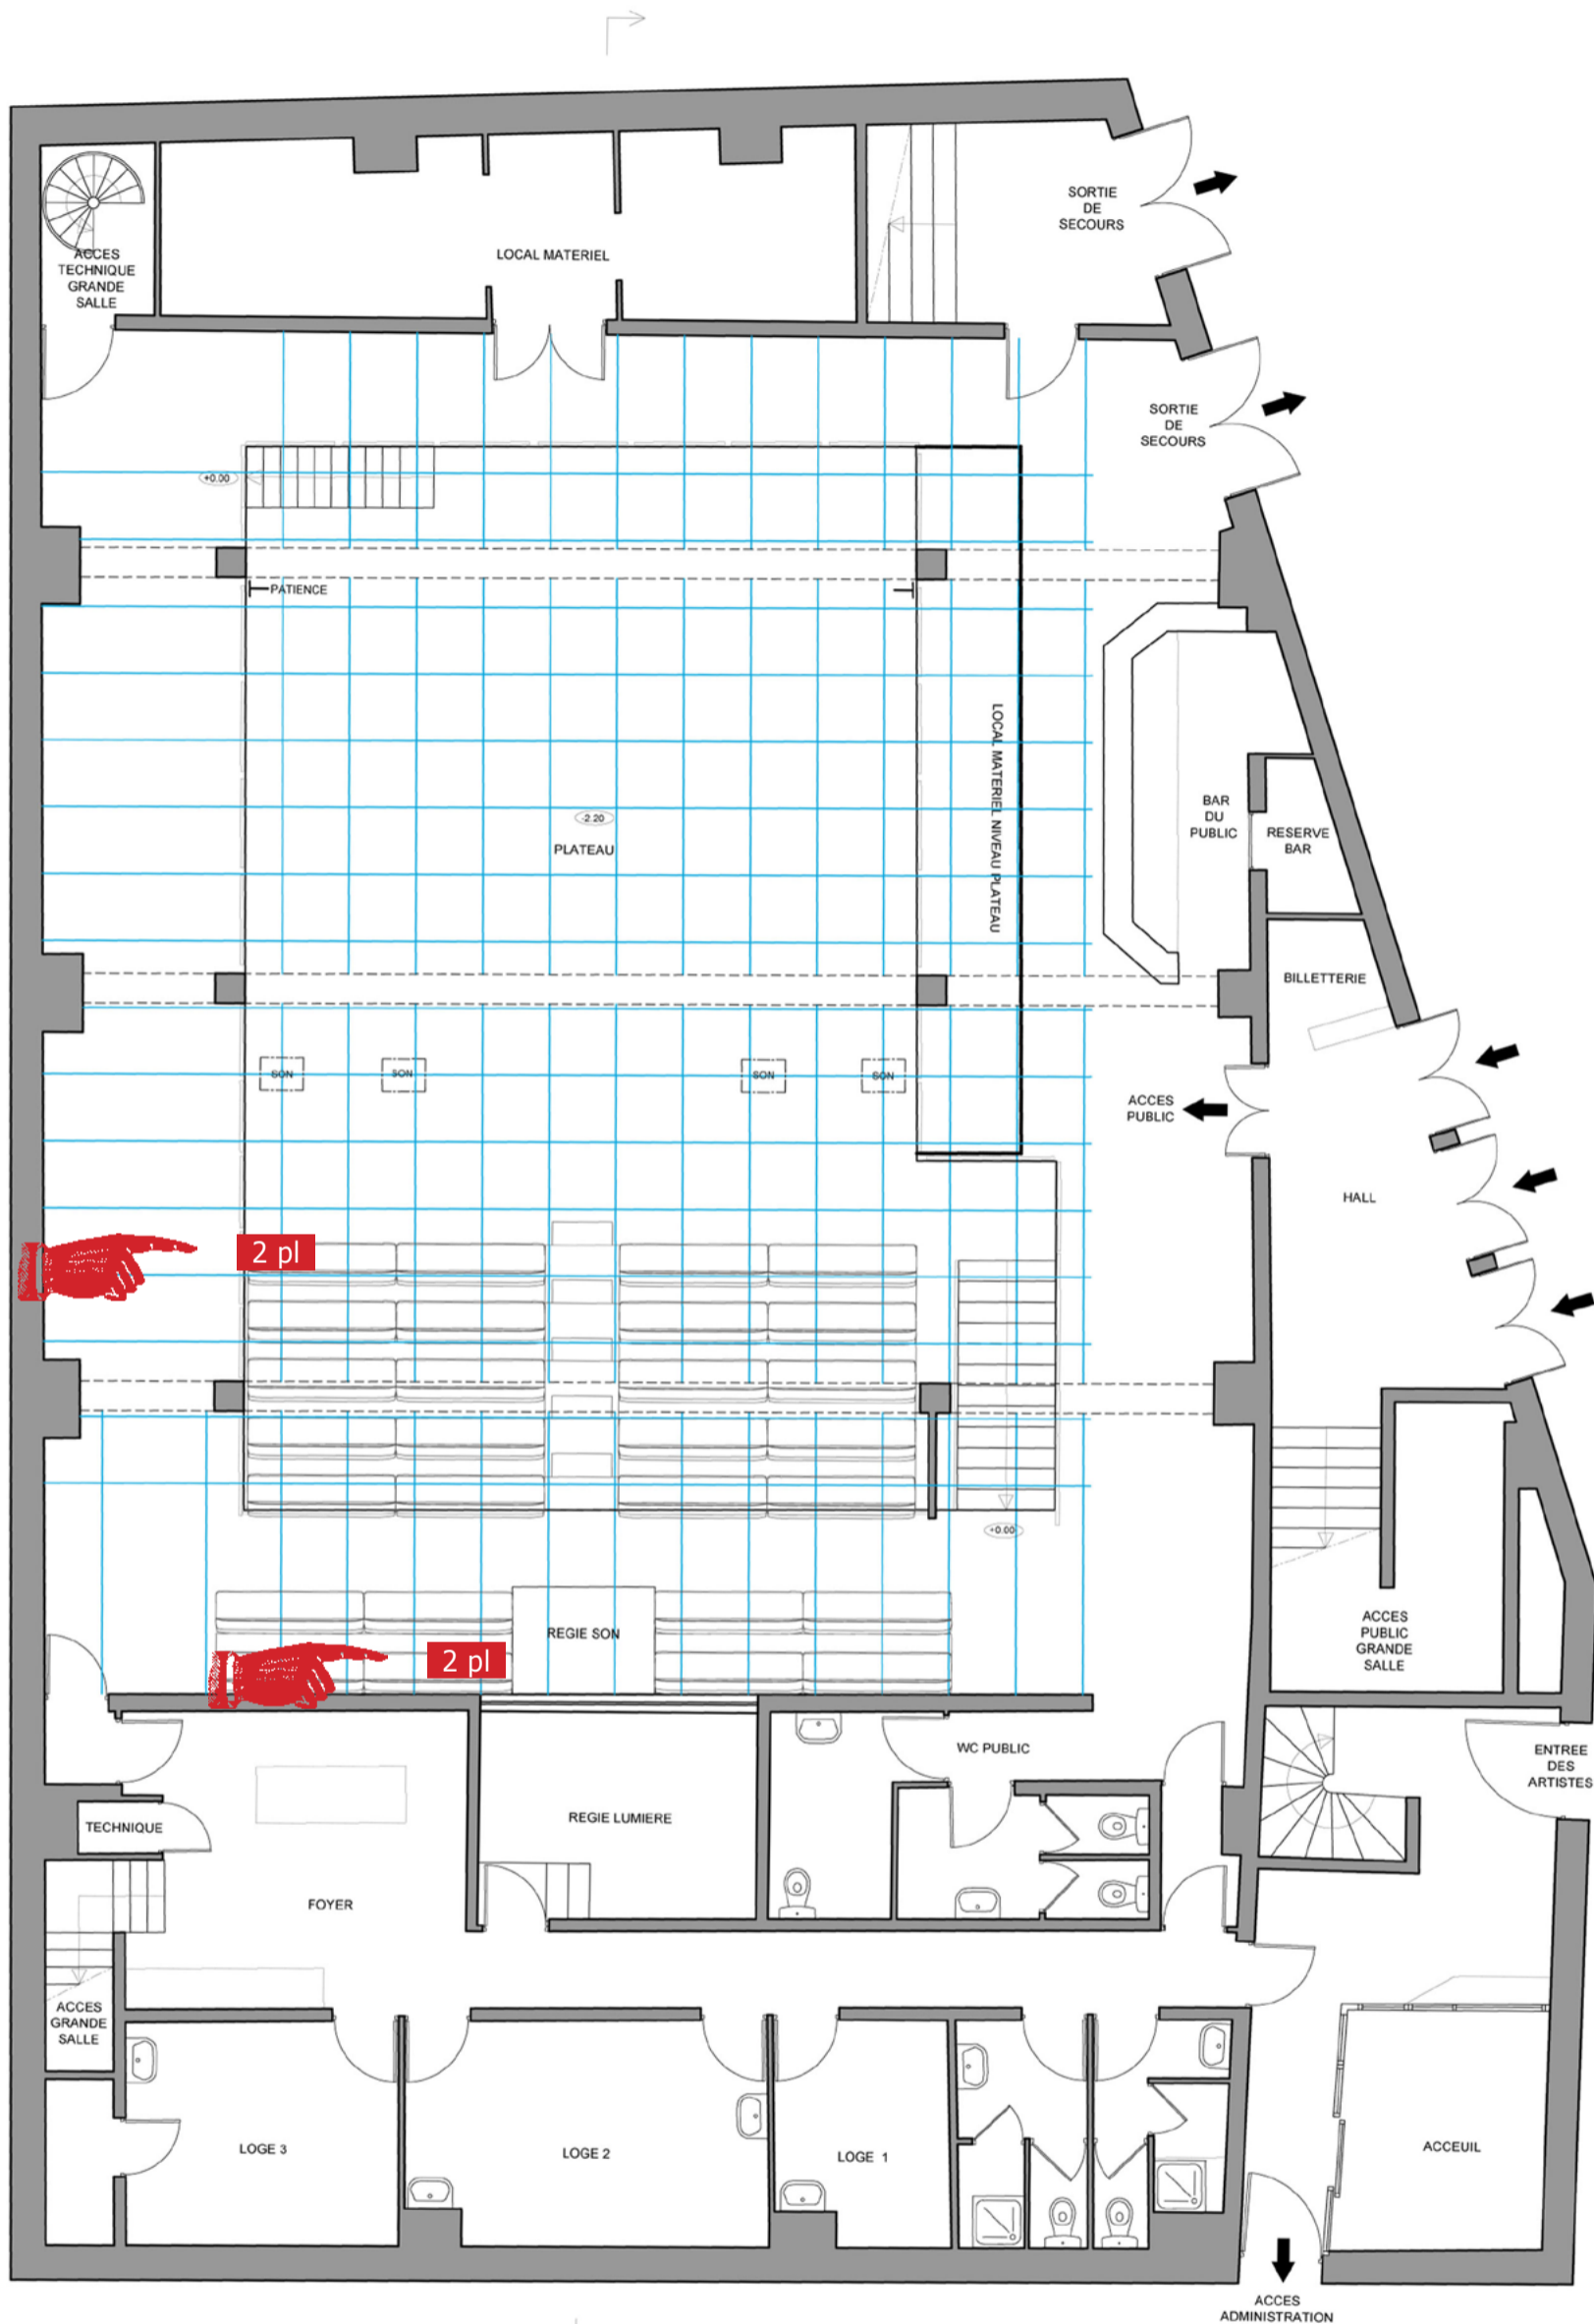 SORTIE
DE
SECOURS
ACCES
TECHNIQUE
GRANDE
SALLE
LOCAL MATERIEL
SORTIE
DE
SECOURS
+0.00
PATIENCE
LOCAL MATERIEL NIVEAU PLATEAU
-2.20
PLATEAU
BAR
DU
PUBLIC
RESERVE
BAR
BILLETTERIE
SON
SON
SON
SON
ACCES
PUBLIC
HALL
2 pl
+0.00
REGIE SON
2 pl
ACCES
PUBLIC
GRANDE
SALLE
WC PUBLIC
ENTREE
DES
ARTISTES
TECHNIQUE
REGIE LUMIERE
FOYER
ACCES
GRANDE
SALLE
LOGE 3
LOGE 2
LOGE 1
ACCEUIL
ACCES
ADMINISTRATION